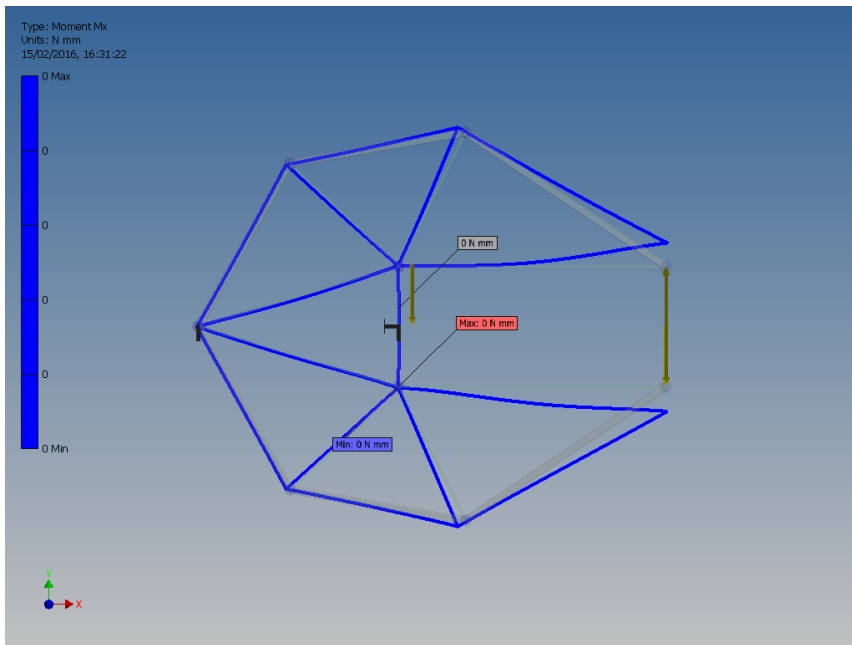 Type: Moment Mx
Units: N mm
15/02/2016, 16:31:22
0 Max
0
0
0 N mm
0
Max: 0 N mm
0
Min: 0 N mm
0 Min
Y
X